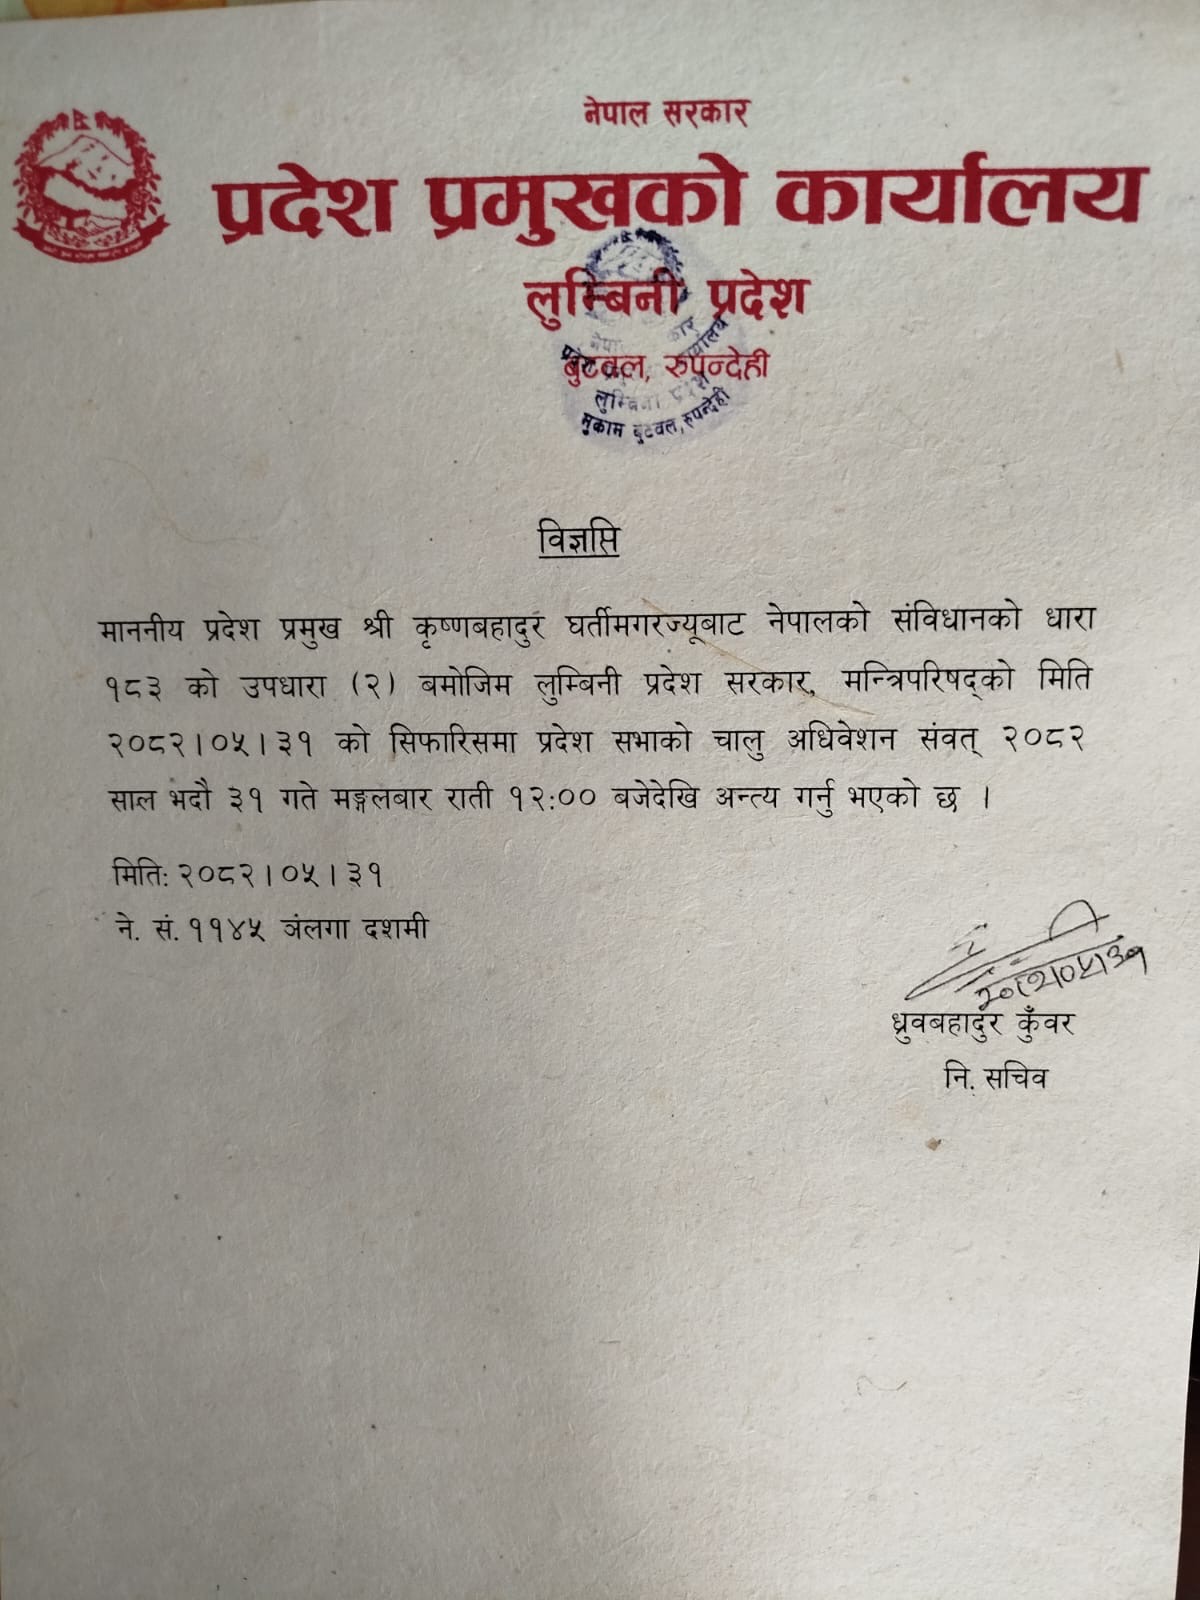 नेपाल सरकार
प्रदेश प्रमुखको कार्यालय
लुम्बिनी प्रदेश
बुटवल, रुपन्देही
लुम्बिनी प्रदेश
मुकाम बुटवल, रुपन्देही
विज्ञप्ति
माननीय प्रदेश प्रमुख श्री कृष्णबहादुर घर्तीमगरज्यूबाट नेपालको संविधानको धारा
१८३ को उपधारा (२) बमोजिम लुम्बिनी प्रदेश सरकार, मन्त्रिपरिषद्को मिति
२०८२।०५।३१ को सिफारिसमा प्रदेश सभाको चालु अधिवेशन संवत् २०८२
साल भदौ ३१ गते मङ्गलबार राती १२:०० बजेदेखि अन्त्य गर्नु भएको छ ।
मिति: २०८२।०५।३१
ने. सं. ११४५ ञंलगा दशमी
२०८२।०५।३१
ध्रुवबहादुर कुँवर
नि. सचिव